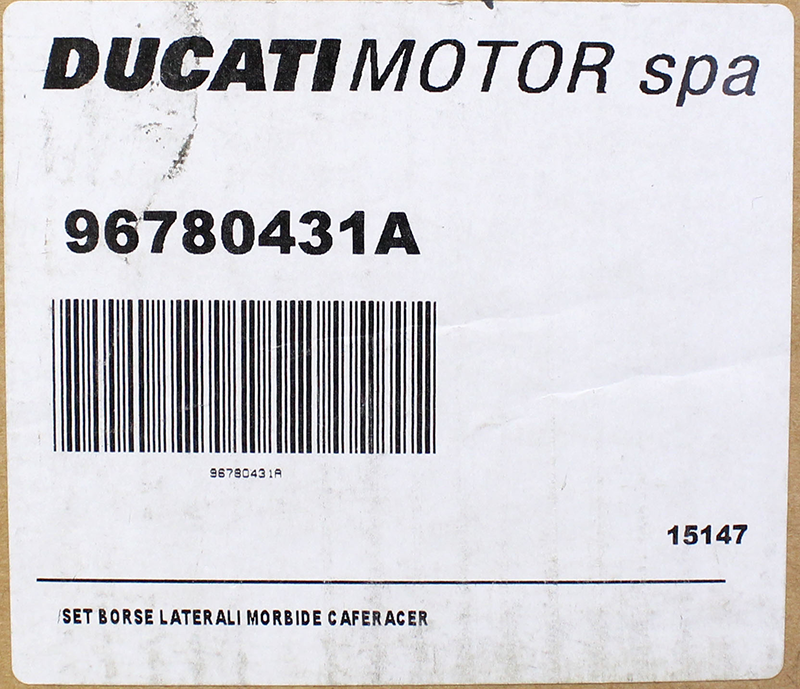 DUCATI MOTOR spa
96780431A
96780431A
15147
/SET BORSE LATERALI MORBIDE CAFERACER